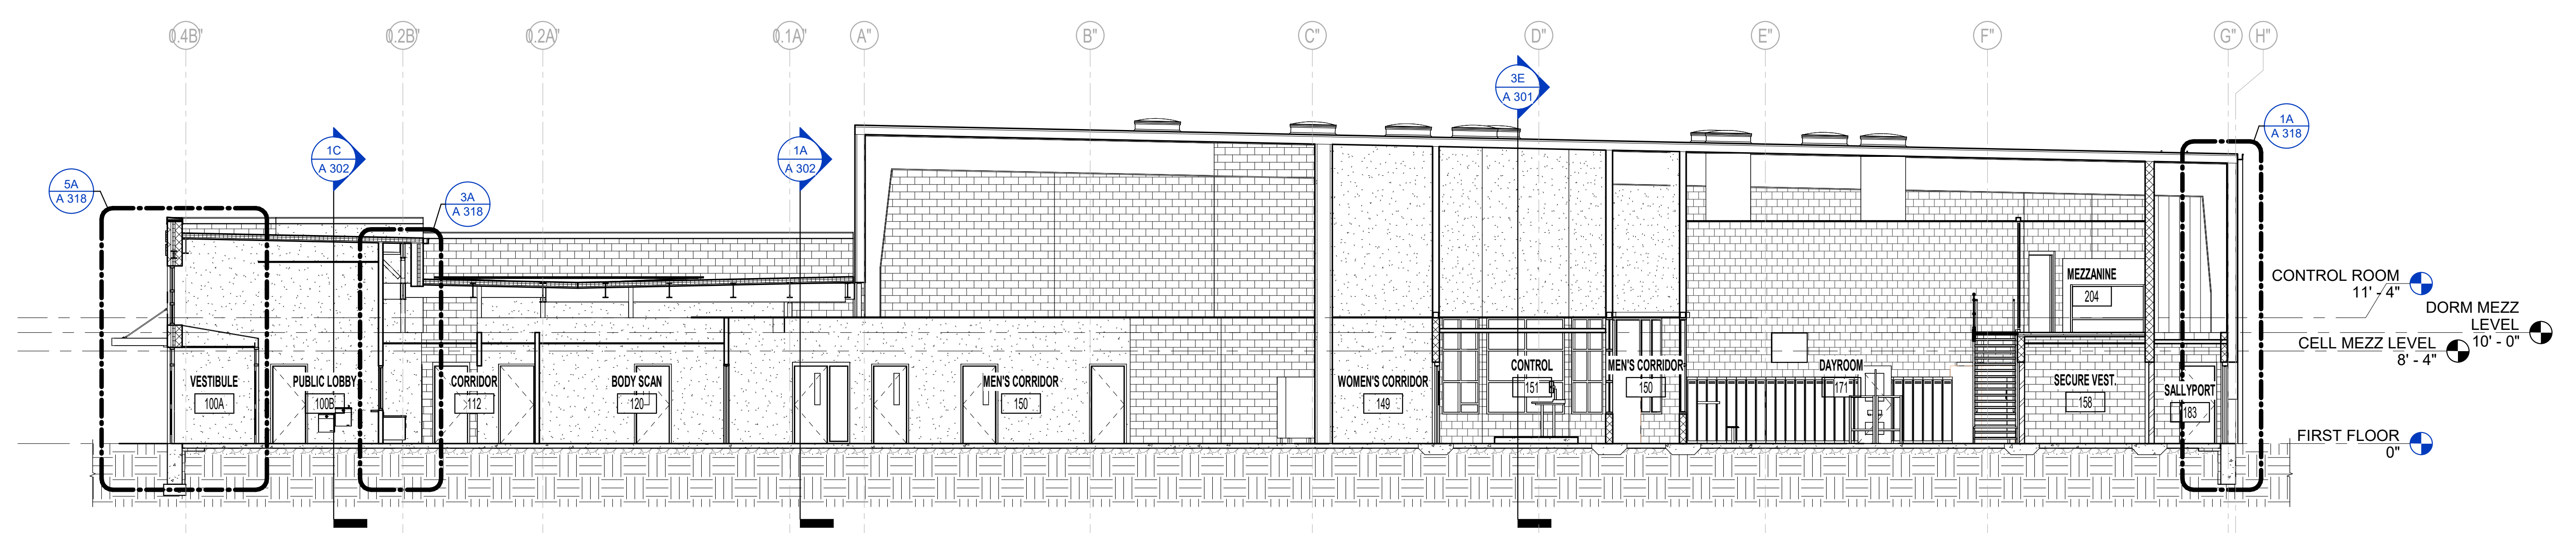 0.4B"
0.2B"
0.2A"
0.1A"
A"
B"
C"
D"
E"
F"
G"
H"
3E
A 301
1A
A 318
1C
A 302
1A
A 302
5A
A 318
3A
A 318
MEZZANINE
204
CONTROL ROOM
11' - 4"
DORM MEZZ
LEVEL
10' - 0"
CELL MEZZ LEVEL
8' - 4"
VESTIBULE
100A
PUBLIC LOBBY
100B
CORRIDOR
112
BODY SCAN
120
MEN'S CORRIDOR
150
WOMEN'S CORRIDOR
149
CONTROL
151
MEN'S CORRIDOR
150
DAYROOM
171
SECURE VEST.
158
SALLYPORT
183
FIRST FLOOR
0"